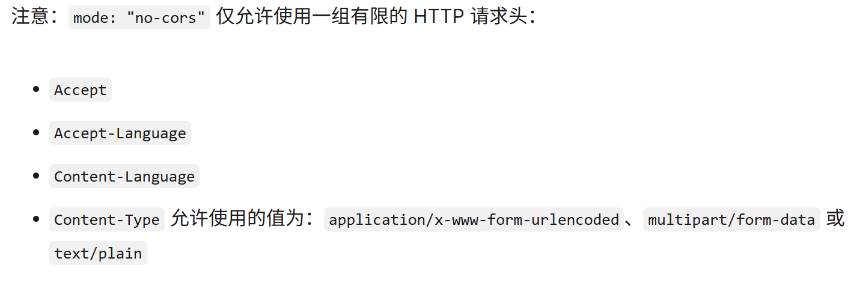 注意：mode: "no-cors" 仅允许使用一组有限的 HTTP 请求头：
• Accept
• Accept-Language
• Content-Language
• Content-Type 允许使用的值为：application/x-www-form-urlencoded、multipart/form-data 或
text/plain